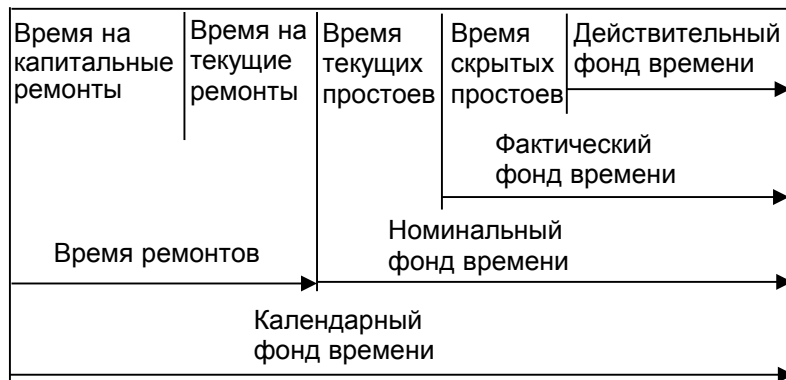 Время на
капитальные
ремонты
Время на
текущие
ремонты
Время
текущих
простоев
Время
скрытых
простоев
Действительный
фонд времени
Фактический
фонд времени
Время ремонтов
Номинальный
фонд времени
Календарный
фонд времени